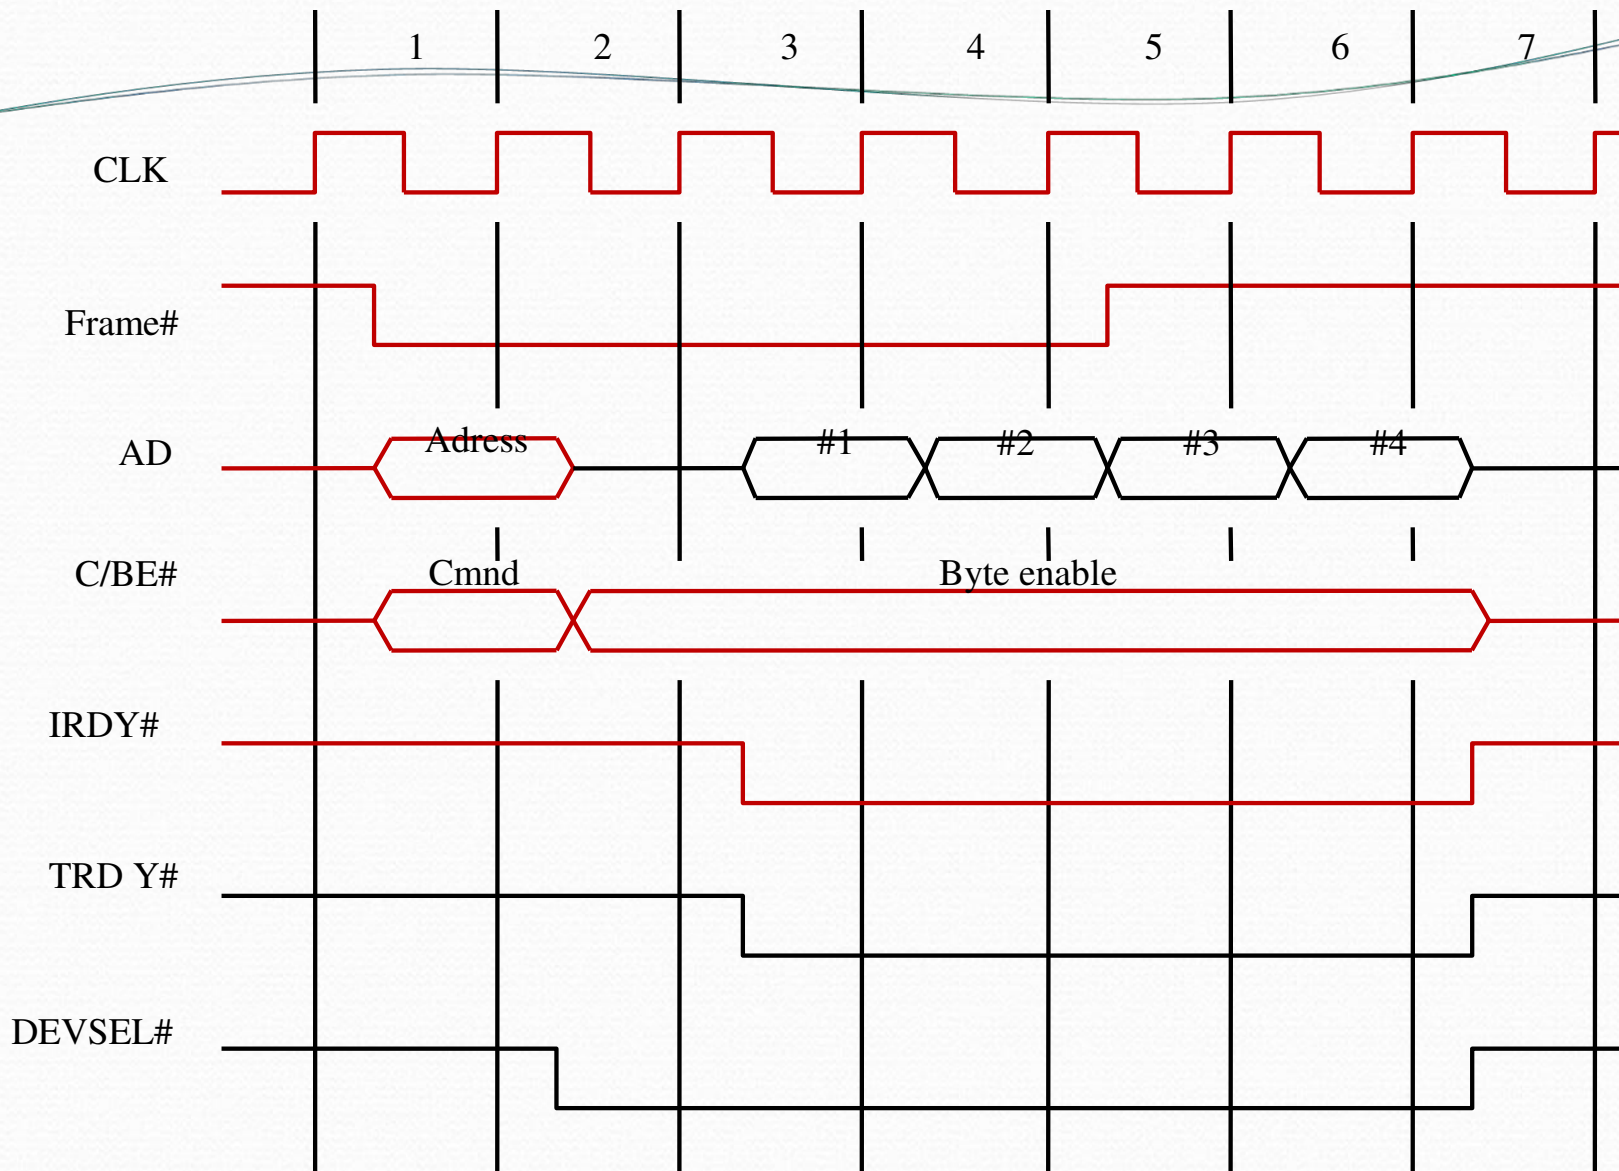 1 2 3 4 5 6 7
CLK
Frame#
AD Adress #1 #2 #3 #4
C/BE# Cmnd Byte enable
IRDY#
TRD Y#
DEVSEL#